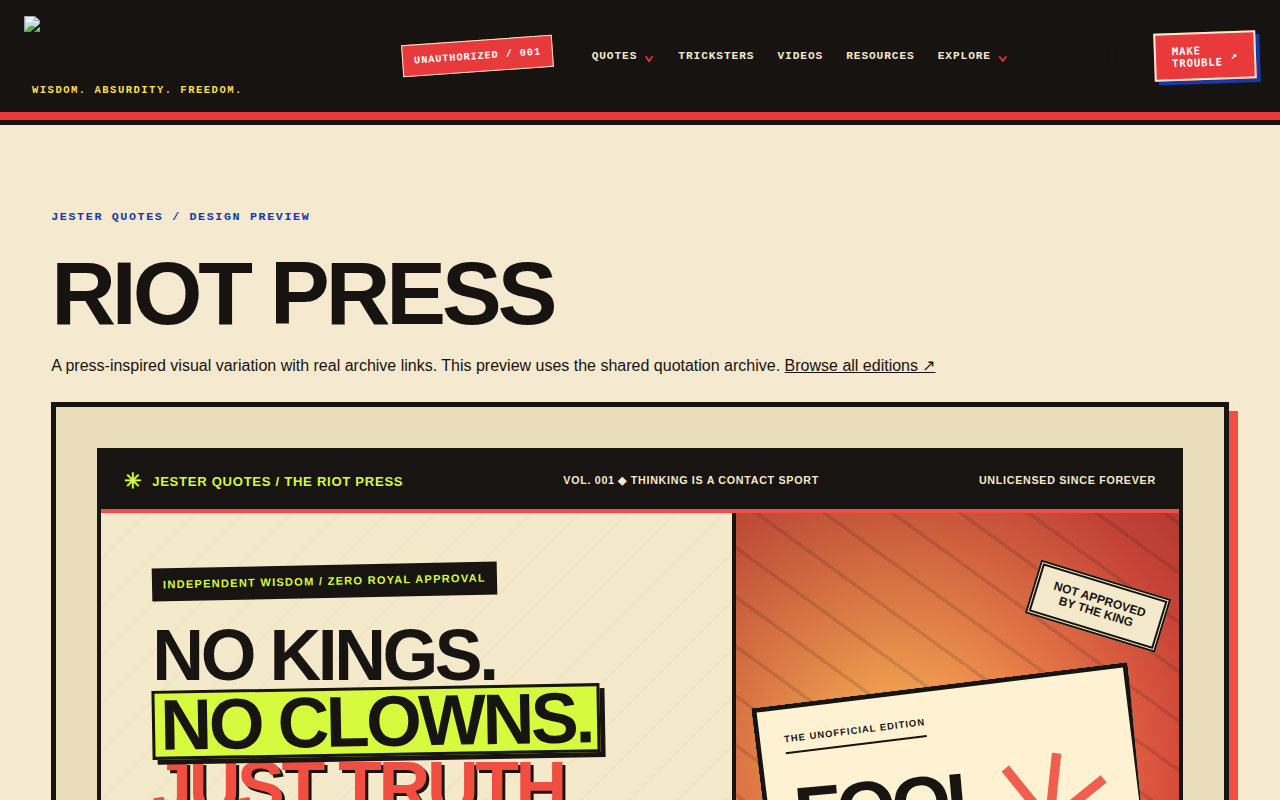 WISDOM. ABSURDITY. FREEDOM.
UNAUTHORIZED / 001
QUOTES
TRICKSTERS
VIDEOS
RESOURCES
EXPLORE
MAKE
TROUBLE ↗
JESTER QUOTES / DESIGN PREVIEW
RIOT PRESS
A press-inspired visual variation with real archive links. This preview uses the shared quotation archive. Browse all editions ↗
✳ JESTER QUOTES / THE RIOT PRESS
VOL. 001 ◆ THINKING IS A CONTACT SPORT
UNLICENSED SINCE FOREVER
INDEPENDENT WISDOM / ZERO ROYAL APPROVAL
NO KINGS.
NO CLOWNS.
JUST TRUTH
NOT APPROVED
BY THE KING
THE UNOFFICIAL EDITION
FOOL